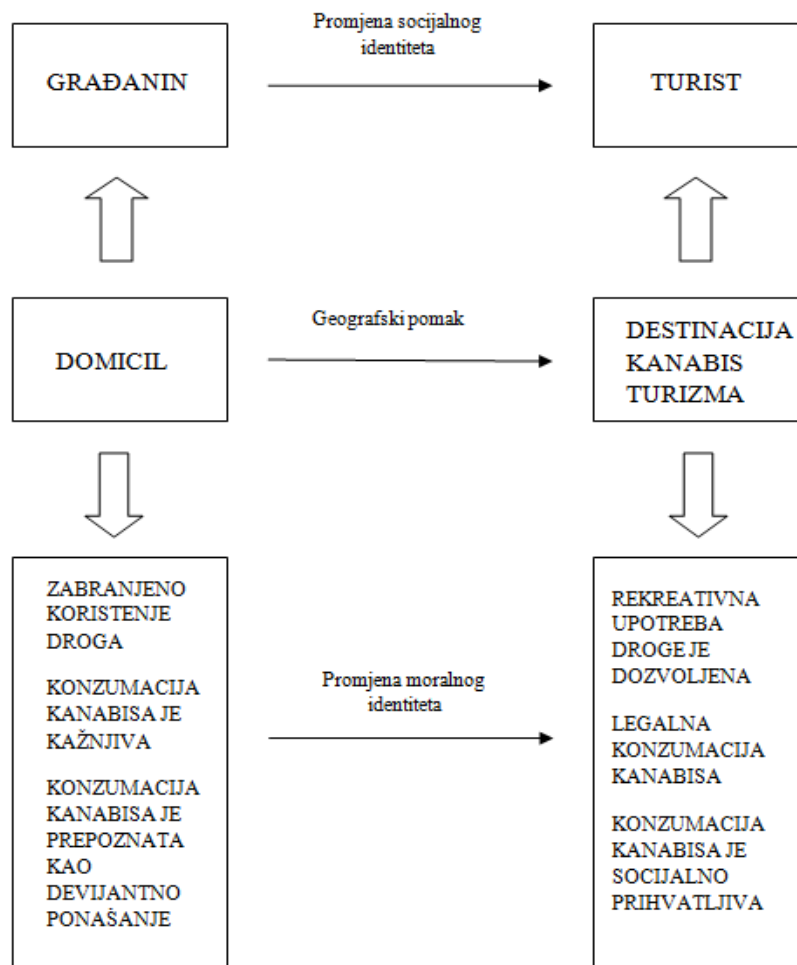 Promjena socijalnog
identiteta
GRAĐANIN
TURIST
Geografski pomak
DOMICIL
DESTINACIJA
KANABIS
TURIZMA
ZABRANJENO
KORISTENJE
DROGA
KONZUMACIJA
KANABISA JE
KAŽNJIVA
KONZUMACIJA
KANABISA JE
PREPOZNATA
KAO
DEVIJANTNO
PONAŠANJE
Promjena moralnog
identiteta
REKREATIVNA
UPOTREBA
DROGE JE
DOZVOLJENA
LEGALNA
KONZUMACIJA
KANABISA
KONZUMACIJA
KANABISA JE
SOCIJALNO
PRIHVATLJIVA